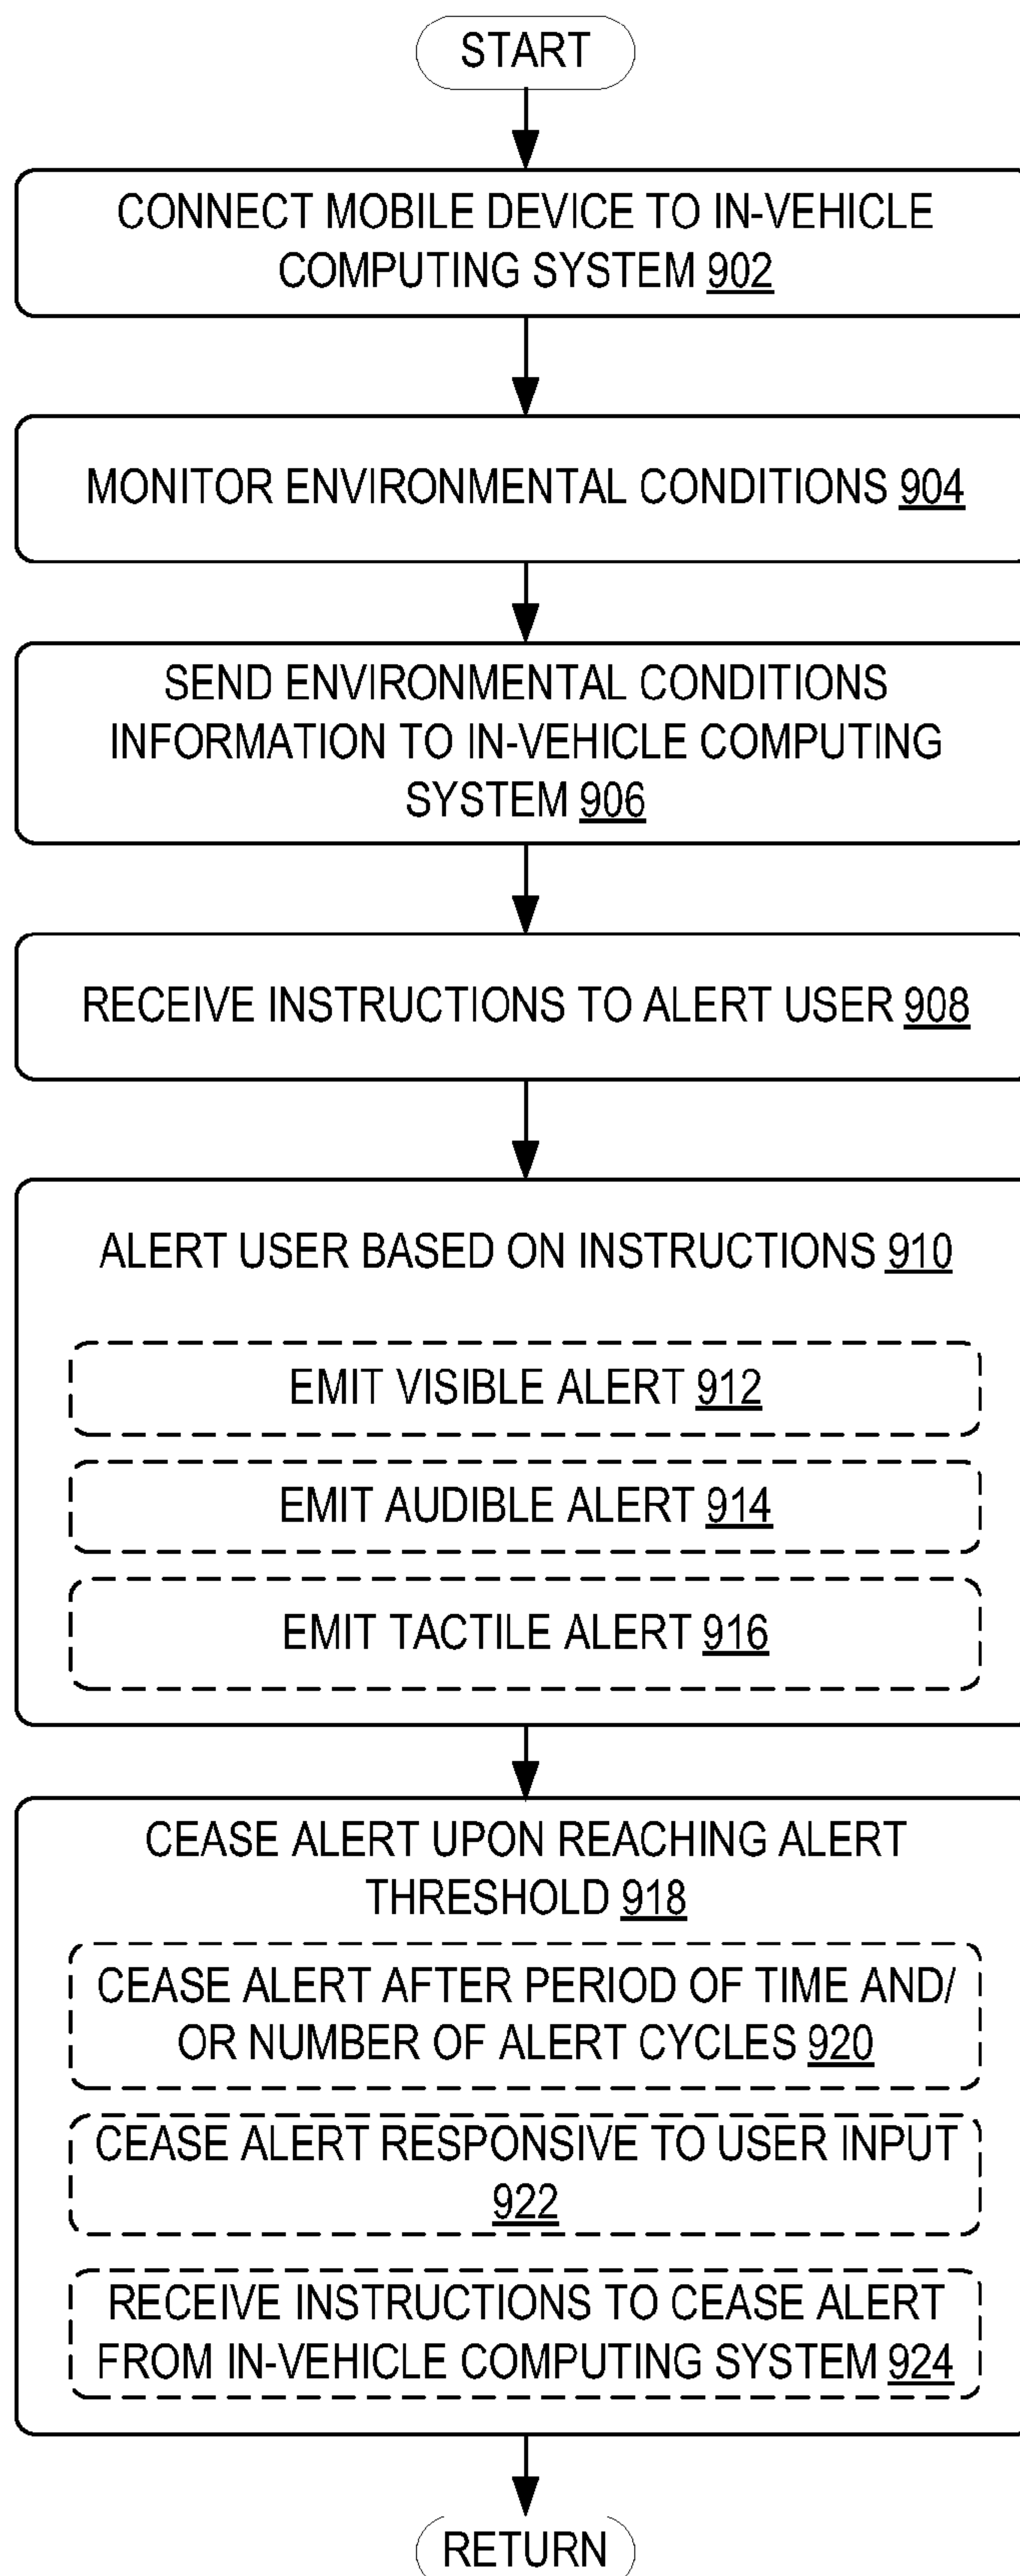 START
CONNECT MOBILE DEVICE TO IN-VEHICLE
COMPUTING SYSTEM 902
MONITOR ENVIRONMENTAL CONDITIONS 904
SEND ENVIRONMENTAL CONDITIONS
INFORMATION TO IN-VEHICLE COMPUTING
SYSTEM 906
RECEIVE INSTRUCTIONS TO ALERT USER 908
ALERT USER BASED ON INSTRUCTIONS 910
EMIT VISIBLE ALERT 912
EMIT AUDIBLE ALERT 914
EMIT TACTILE ALERT 916
CEASE ALERT UPON REACHING ALERT
THRESHOLD 918
CEASE ALERT AFTER PERIOD OF TIME AND/
OR NUMBER OF ALERT CYCLES 920
CEASE ALERT RESPONSIVE TO USER INPUT
922
RECEIVE INSTRUCTIONS TO CEASE ALERT
FROM IN-VEHICLE COMPUTING SYSTEM 924
RETURN